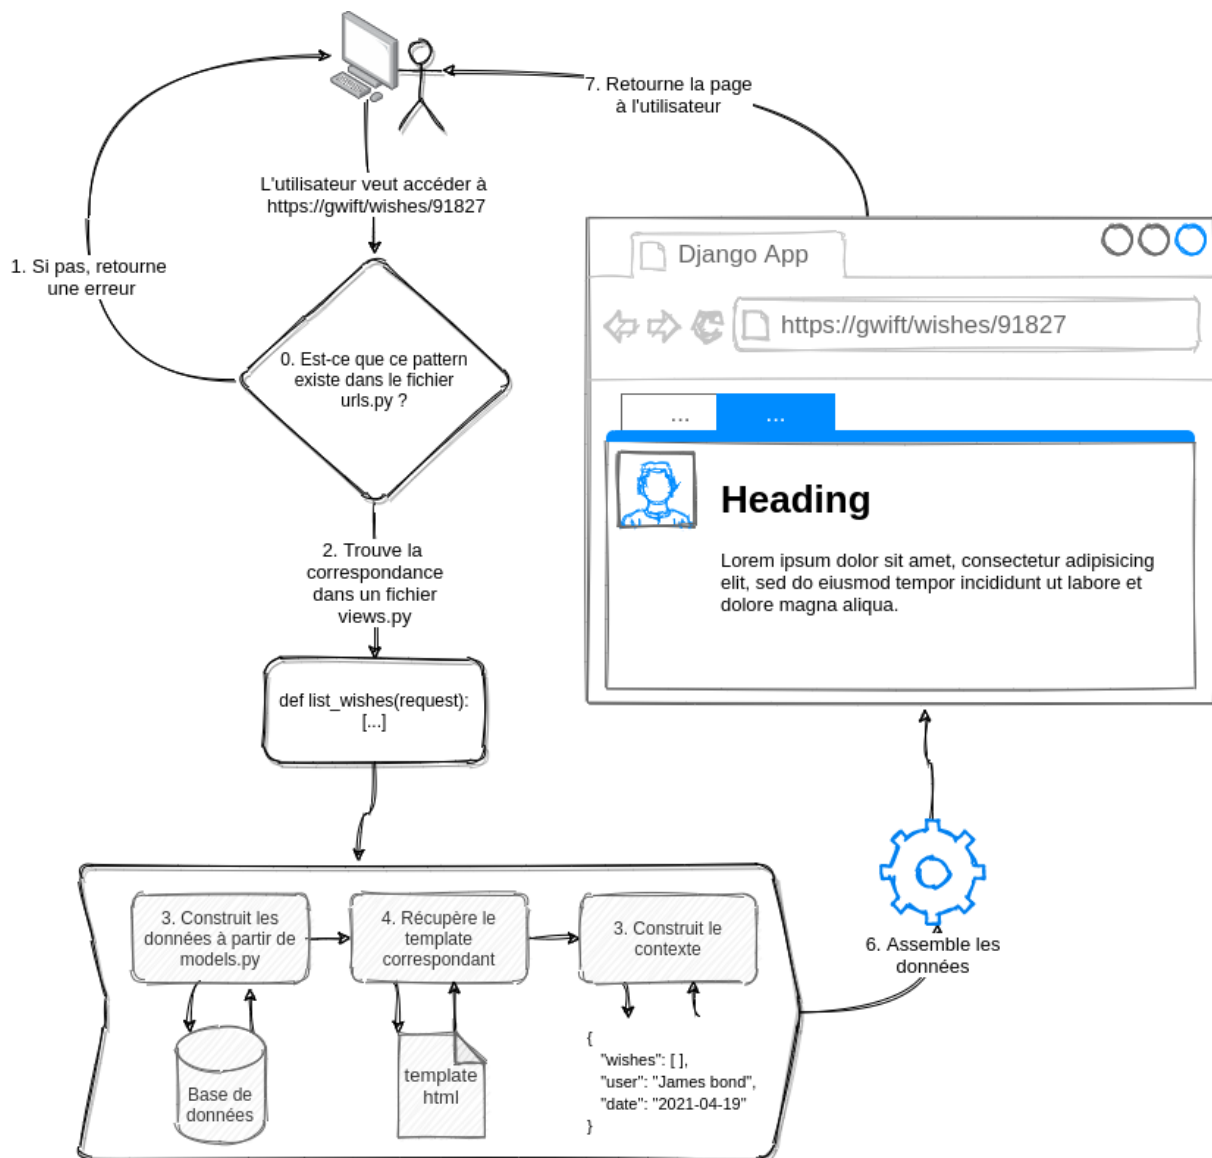 7. Retourne la page
à l'utilisateur
L'utilisateur veut accéder à
https://gwift/wishes/91827
1. Si pas, retourne
une erreur
0. Est-ce que ce pattern
existe dans le fichier
urls.py ?
Django App
https://gwift/wishes/91827
...
...
Heading
Lorem ipsum dolor sit amet, consectetur adipisicing
elit, sed do eiusmod tempor incididunt ut labore et
dolore magna aliqua.
2. Trouve la
correspondance
dans un fichier
views.py
def list_wishes(request):
[...]
3. Construit les
données à partir de
models.py
4. Récupère le
template
correspondant
3. Construit le
contexte
6. Assemble les
données
Base de
données
template
html
{
"wishes": [ ],
"user": "James bond",
"date": "2021-04-19"
}